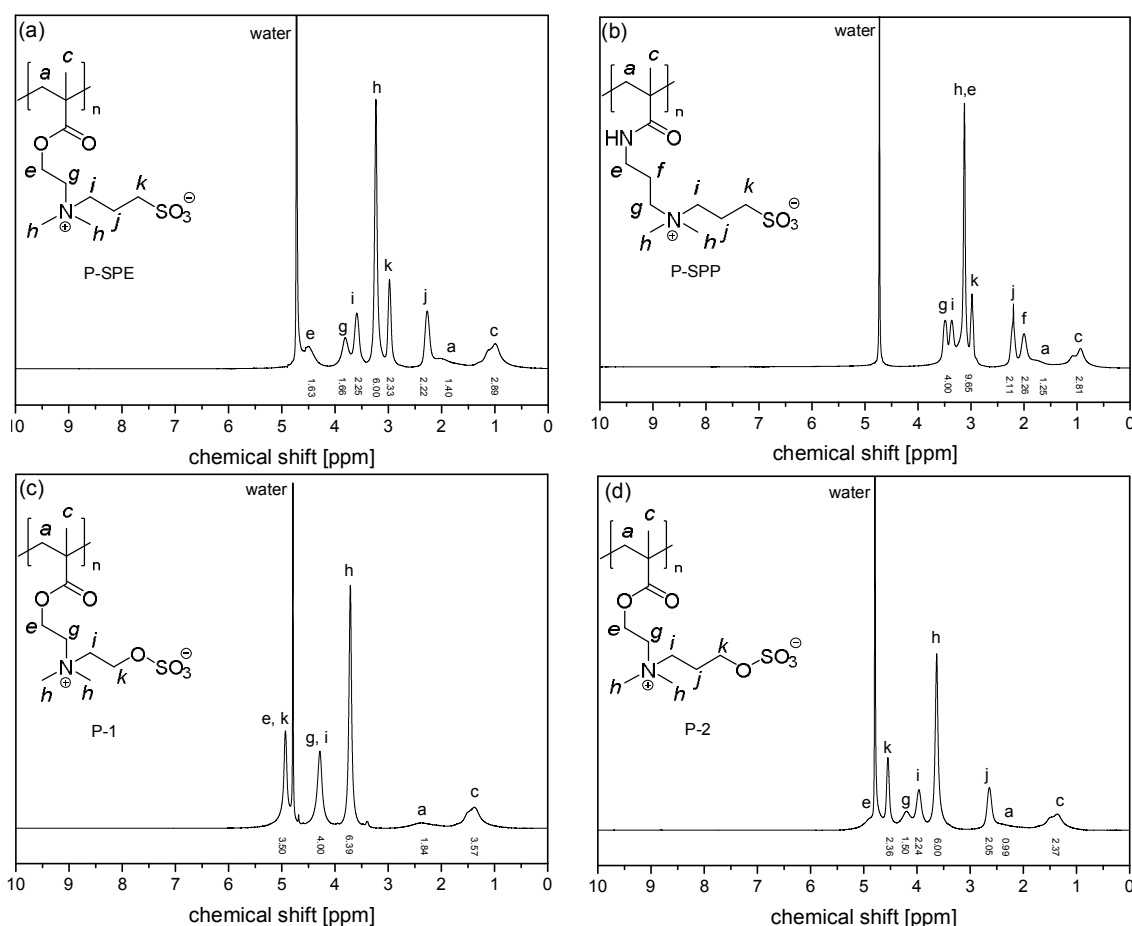 (a)
water
a
c
n
O
O
e
g
i
k
N
⊕
j
SO3
⊖
h
h
P-SPE
e
g
i
h
k
j
a
c
1.63
1.66
2.25
6.00
2.33
2.22
1.40
2.89
10 9 8 7 6 5 4 3 2 1 0
chemical shift [ppm]
(b)
water
a
c
n
HN
O
e
f
g
i
k
N
⊕
j
SO3
⊖
h
h
P-SPP
g i
h,e
k
j
f
a
c
4.00
9.65
2.11
2.26
1.25
2.81
10 9 8 7 6 5 4 3 2 1 0
chemical shift [ppm]
(c)
water
a
c
n
O
O
e
g
i
O
SO3
⊖
k
N
⊕
h
h
P-1
e, k
g, i
h
a
c
3.50
4.00
6.39
1.84
3.57
10 9 8 7 6 5 4 3 2 1 0
chemical shift [ppm]
(d)
water
a
c
n
O
O
e
g
i
k
N
⊕
j
O
SO3
⊖
h
h
P-2
e
k
g
i
h
j
a
c
2.36
1.50
2.24
6.00
2.05
0.99
2.37
10 9 8 7 6 5 4 3 2 1 0
chemical shift [ppm]